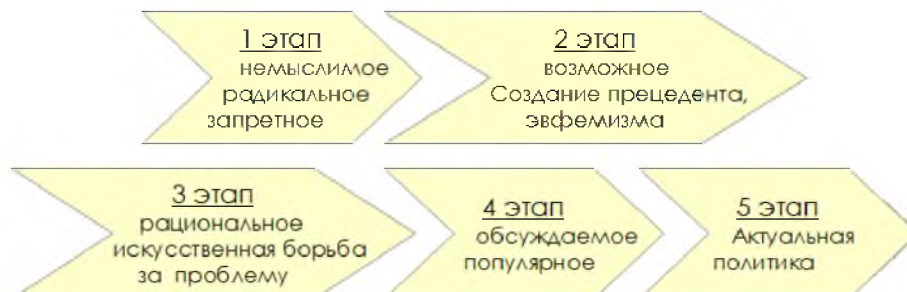 1 этап
немыслимое
радикальное
запретное
2 этап
возможное
Создание прецедента,
эвфемизма
3 этап
рациональное
искусственная борьба
за проблему
4 этап
обсуждаемое
популярное
5 этап
Актуальная
политика